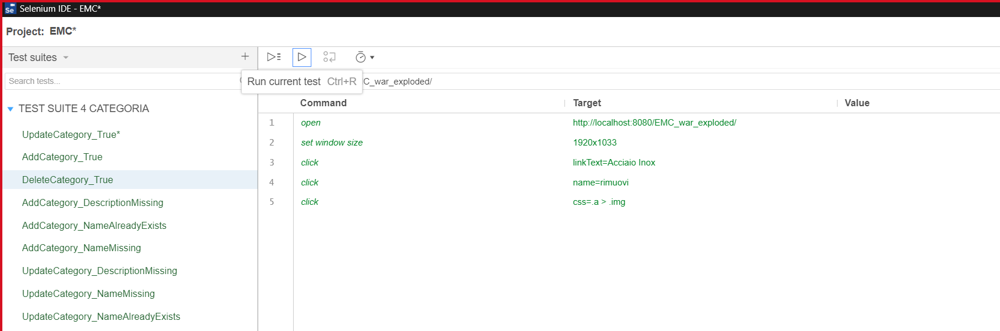 Se Selenium IDE - EMC*
Project: EMC*
Test suites
Search tests...
Run current test Ctrl+R
C_war_exploded/
Command Target Value
TEST SUITE 4 CATEGORIA
UpdateCategory_True*
AddCategory_True
DeleteCategory_True
AddCategory_DescriptionMissing
AddCategory_NameAlreadyExists
AddCategory_NameMissing
UpdateCategory_DescriptionMissing
UpdateCategory_NameMissing
UpdateCategory_NameAlreadyExists
1 open http://localhost:8080/EMC_war_exploded/
2 set window size 1920x1033
3 click linkText=Acciaio Inox
4 click name=rimuovi
5 click css=.a > .img